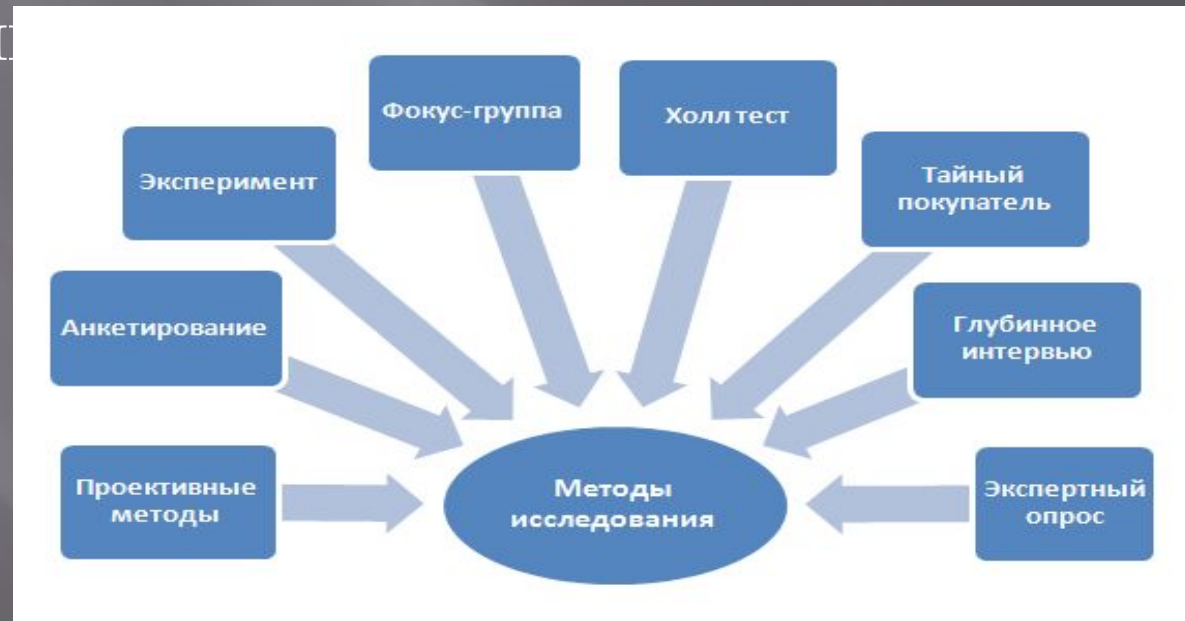 Фокус-группа
Холл тест
Эксперимент
Тайный
покупатель
Анкетирование
Глубинное
интервью
Проективные
методы
Методы
исследования
Экспертный
опрос